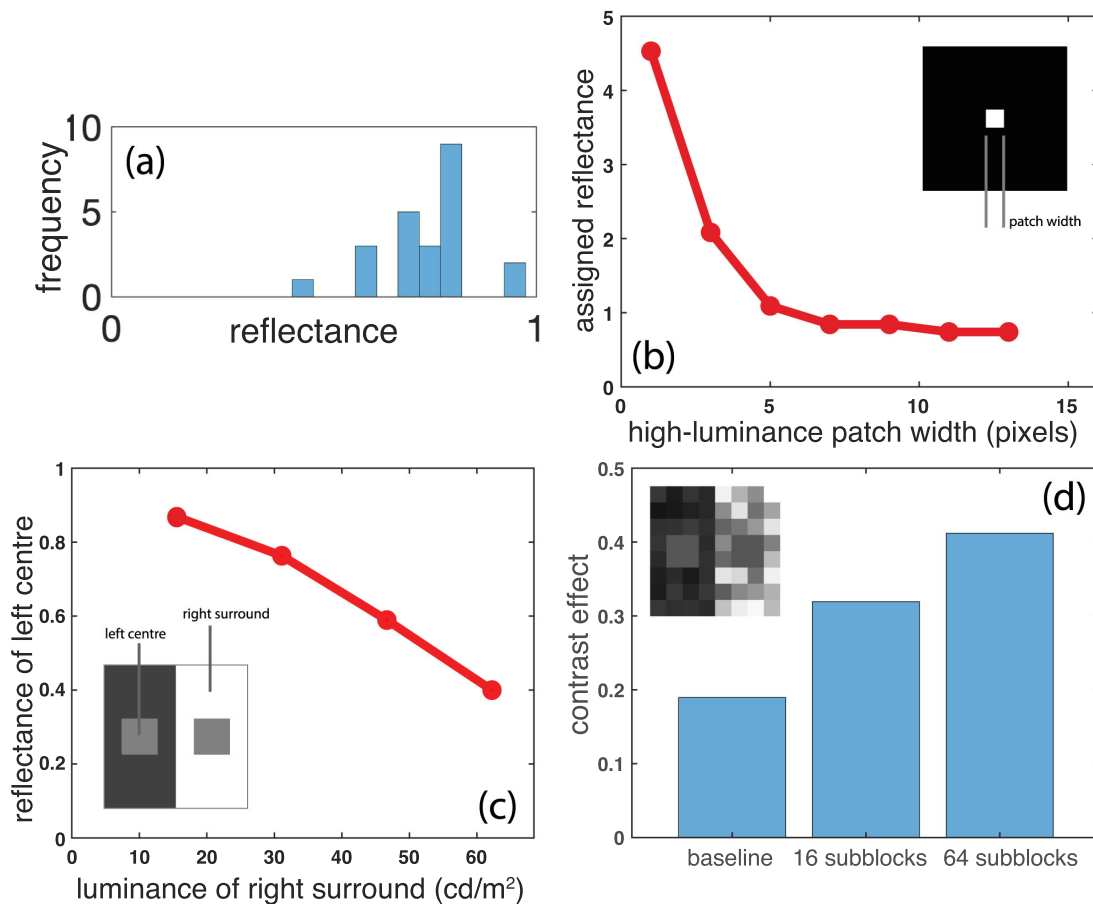 (a)
frequency
10
5
0
0
1
reflectance
(b)
assigned reflectance
5
4
3
2
1
0
0
5
10
15
high-luminance patch width (pixels)
patch width
(c)
reflectance of left centre
1
0.8
0.6
0.4
0.2
0
0
10
20
30
40
50
60
luminance of right surround (cd/m²)
right surround
left centre
(d)
contrast effect
0.5
0.4
0.3
0.2
0.1
0
baseline
16 subblocks
64 subblocks